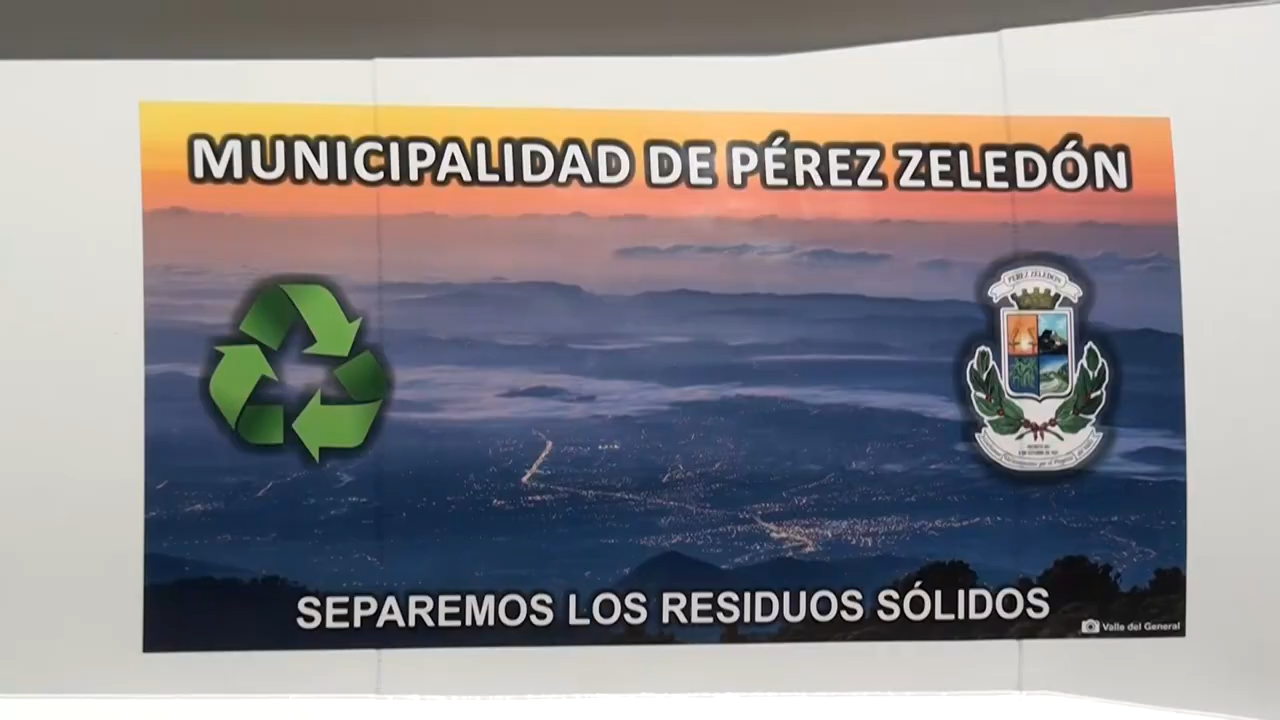 MUNICIPALIDAD DE PÉREZ ZELEDÓN
PÉREZ ZELEDÓN
SEPAREMOS LOS RESIDUOS SÓLIDOS
Valle del General